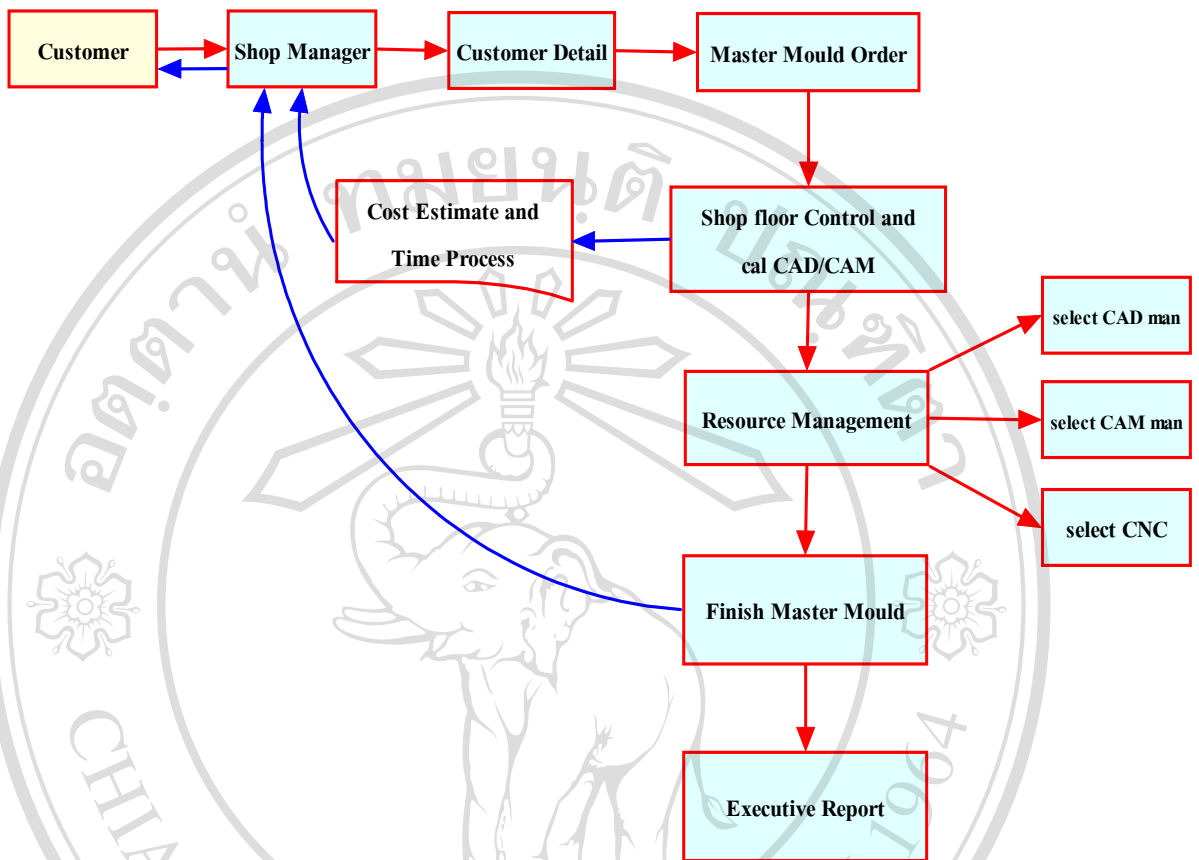 Customer
Shop Manager
Customer Detail
Master Mould Order
Cost Estimate and
Time Process
Shop floor Control and
cal CAD/CAM
select CAD man
Resource Management
select CAM man
select CNC
Finish Master Mould
Executive Report
1964